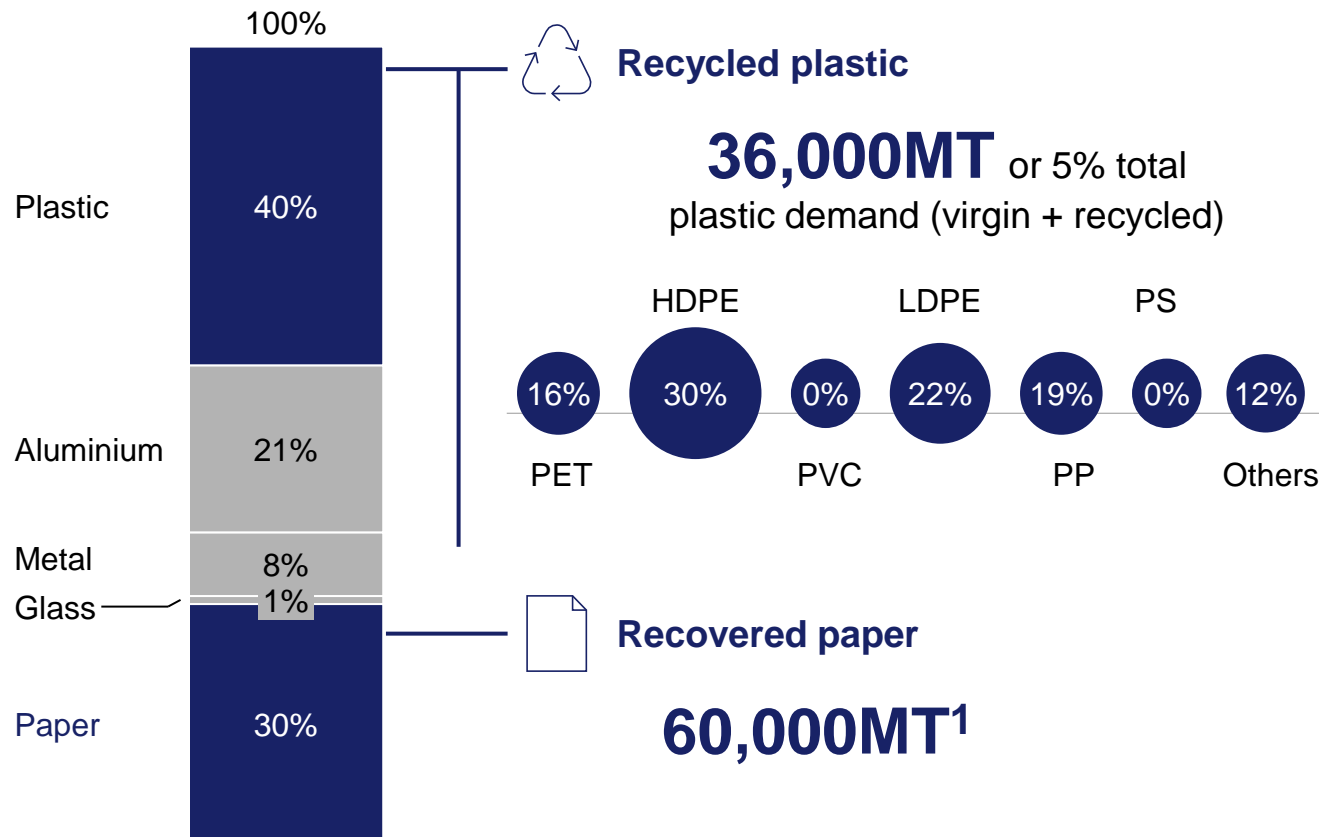 100%
Plastic
40%
Aluminium
21%
Metal
8%
Glass
1%
Paper
30%
Recycled plastic
36,000MT or 5% total
plastic demand (virgin + recycled)
HDPE
LDPE
PS
16%
30%
0%
22%
19%
0%
12%
PET
PVC
PP
Others
Recovered paper
60,000MT¹